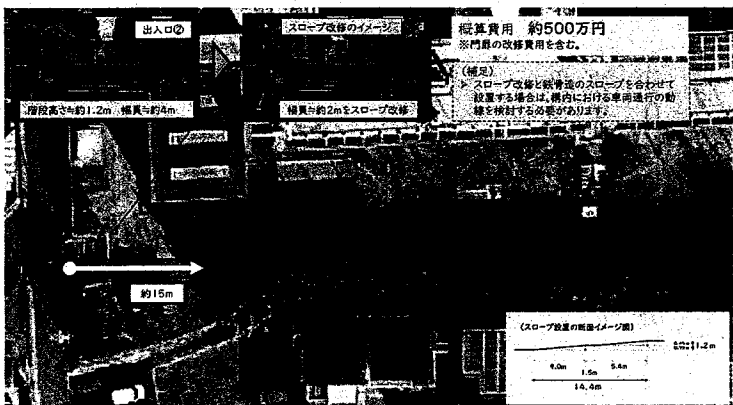 出入口②
階段高さ≒約1.2m 幅員≒約4m
スロープ改修のイメージ
幅員≒約2mをスロープ改修
概算費用 約500万円
※門扉の改修費用を含む。
(補足)
スロープ改修と鉄骨造のスロープを合わせて
設置する場合は、構内における車両通行の動
線を検討する必要があります。
約15m
(スロープ設置の断面イメージ図)
1.2m
9.0m
1.5m
5.4m
14.4m